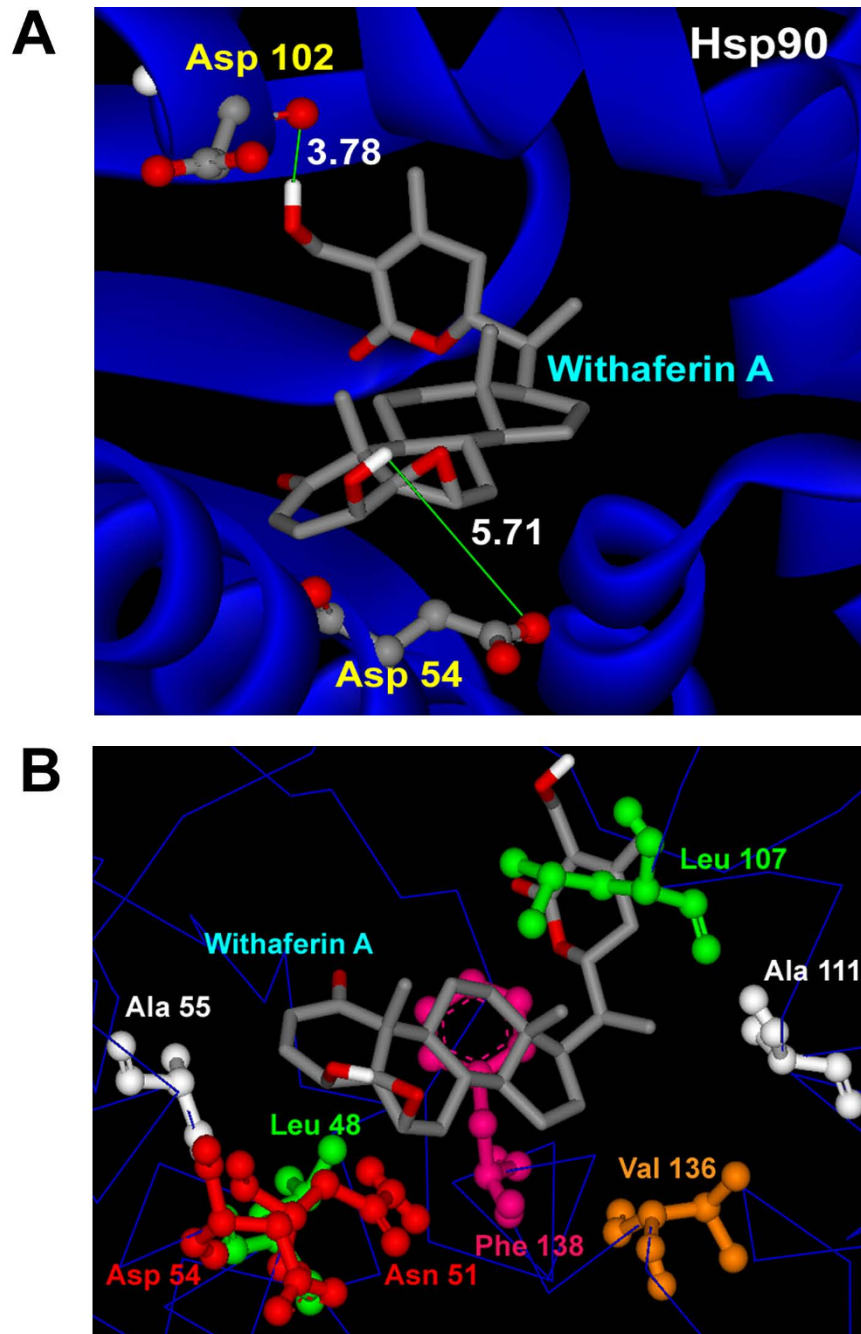 A
Asp 102
Hsp90
3.78
Withaferin A
5.71
Asp 54
B
Leu 107
Withaferin A
Ala 111
Ala 55
Leu 48
Val 136
Phe 138
Asp 54
Asn 51